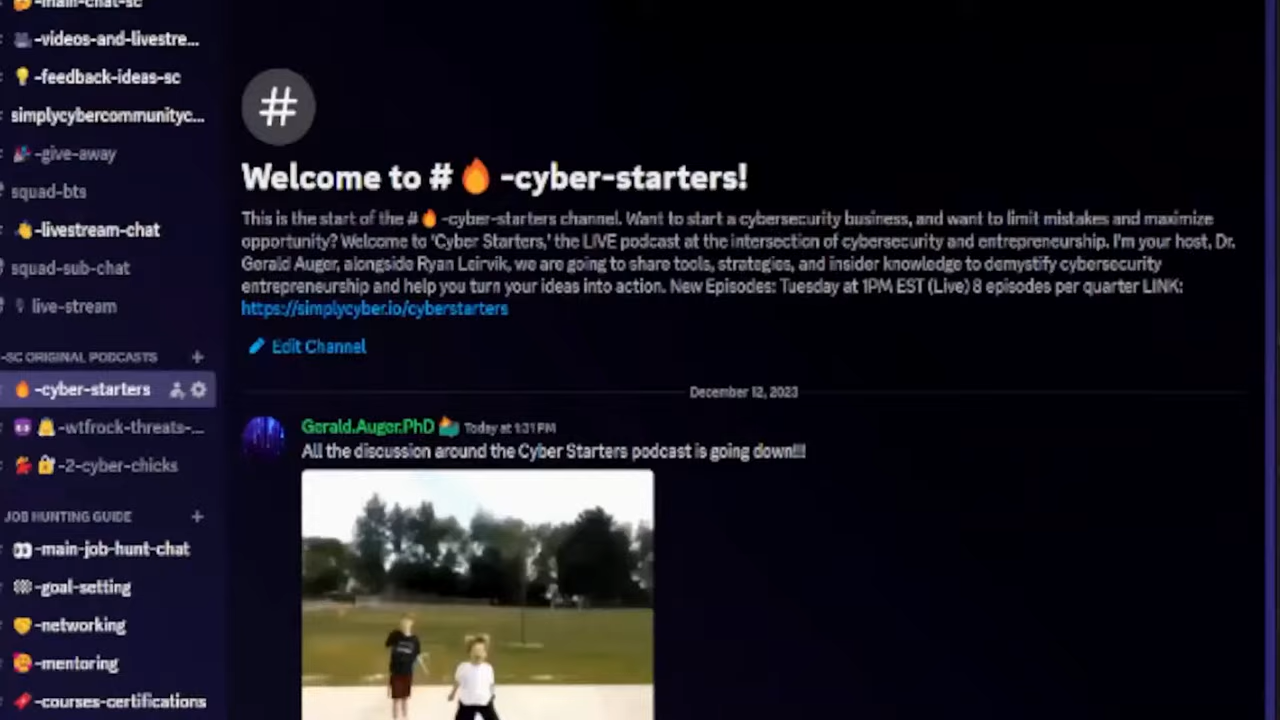 -main-chat-sc
-videos-and-livestre...
-feedback-ideas-sc
simplycybercommunityc...
-give-away
squad-bts
-livestream-chat
squad-sub-chat
live-stream
-SC ORIGINAL PODCASTS +
-cyber-starters
-wtfrock-threats-...
-2-cyber-chicks
JOB HUNTING GUIDE +
-main-job-hunt-chat
-goal-setting
-networking
-mentoring
-courses-certifications
#
Welcome to # 🔥 -cyber-starters!
This is the start of the # 🔥 -cyber-starters channel. Want to start a cybersecurity business, and want to limit mistakes and maximize
opportunity? Welcome to 'Cyber Starters,' the LIVE podcast at the intersection of cybersecurity and entrepreneurship. I'm your host, Dr.
Gerald Auger, alongside Ryan Leirvik, we are going to share tools, strategies, and insider knowledge to demystify cybersecurity
entrepreneurship and help you turn your ideas into action. New Episodes: Tuesday at 1PM EST (Live) 8 episodes per quarter LINK:
https://simplycyber.io/cyberstarters
Edit Channel
December 12, 2023
Gerald.Auger.PhD Today at 1:31 PM
All the discussion around the Cyber Starters podcast is going down!!!